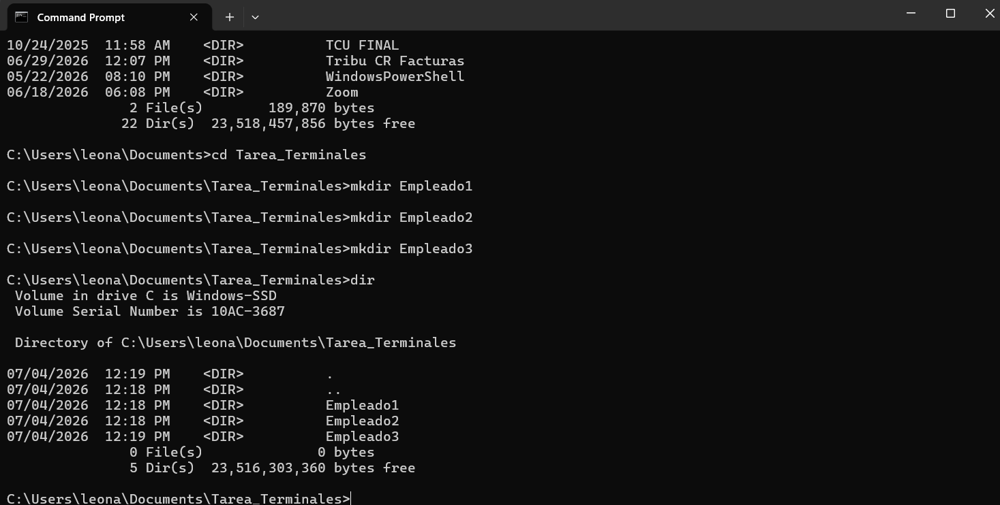 Command Prompt
10/24/2025  11:58 AM    <DIR>          TCU FINAL
06/29/2026  12:07 PM    <DIR>          Tribu CR Facturas
05/22/2026  08:10 PM    <DIR>          WindowsPowerShell
06/18/2026  06:08 PM    <DIR>          Zoom
               2 File(s)        189,870 bytes
              22 Dir(s)  23,518,457,856 bytes free
C:\Users\leona\Documents>cd Tarea_Terminales
C:\Users\leona\Documents\Tarea_Terminales>mkdir Empleado1
C:\Users\leona\Documents\Tarea_Terminales>mkdir Empleado2
C:\Users\leona\Documents\Tarea_Terminales>mkdir Empleado3
C:\Users\leona\Documents\Tarea_Terminales>dir
 Volume in drive C is Windows-SSD
 Volume Serial Number is 10AC-3687
 Directory of C:\Users\leona\Documents\Tarea_Terminales
07/04/2026  12:19 PM    <DIR>          .
07/04/2026  12:18 PM    <DIR>          ..
07/04/2026  12:18 PM    <DIR>          Empleado1
07/04/2026  12:18 PM    <DIR>          Empleado2
07/04/2026  12:19 PM    <DIR>          Empleado3
               0 File(s)              0 bytes
               5 Dir(s)  23,516,303,360 bytes free
C:\Users\leona\Documents\Tarea_Terminales>